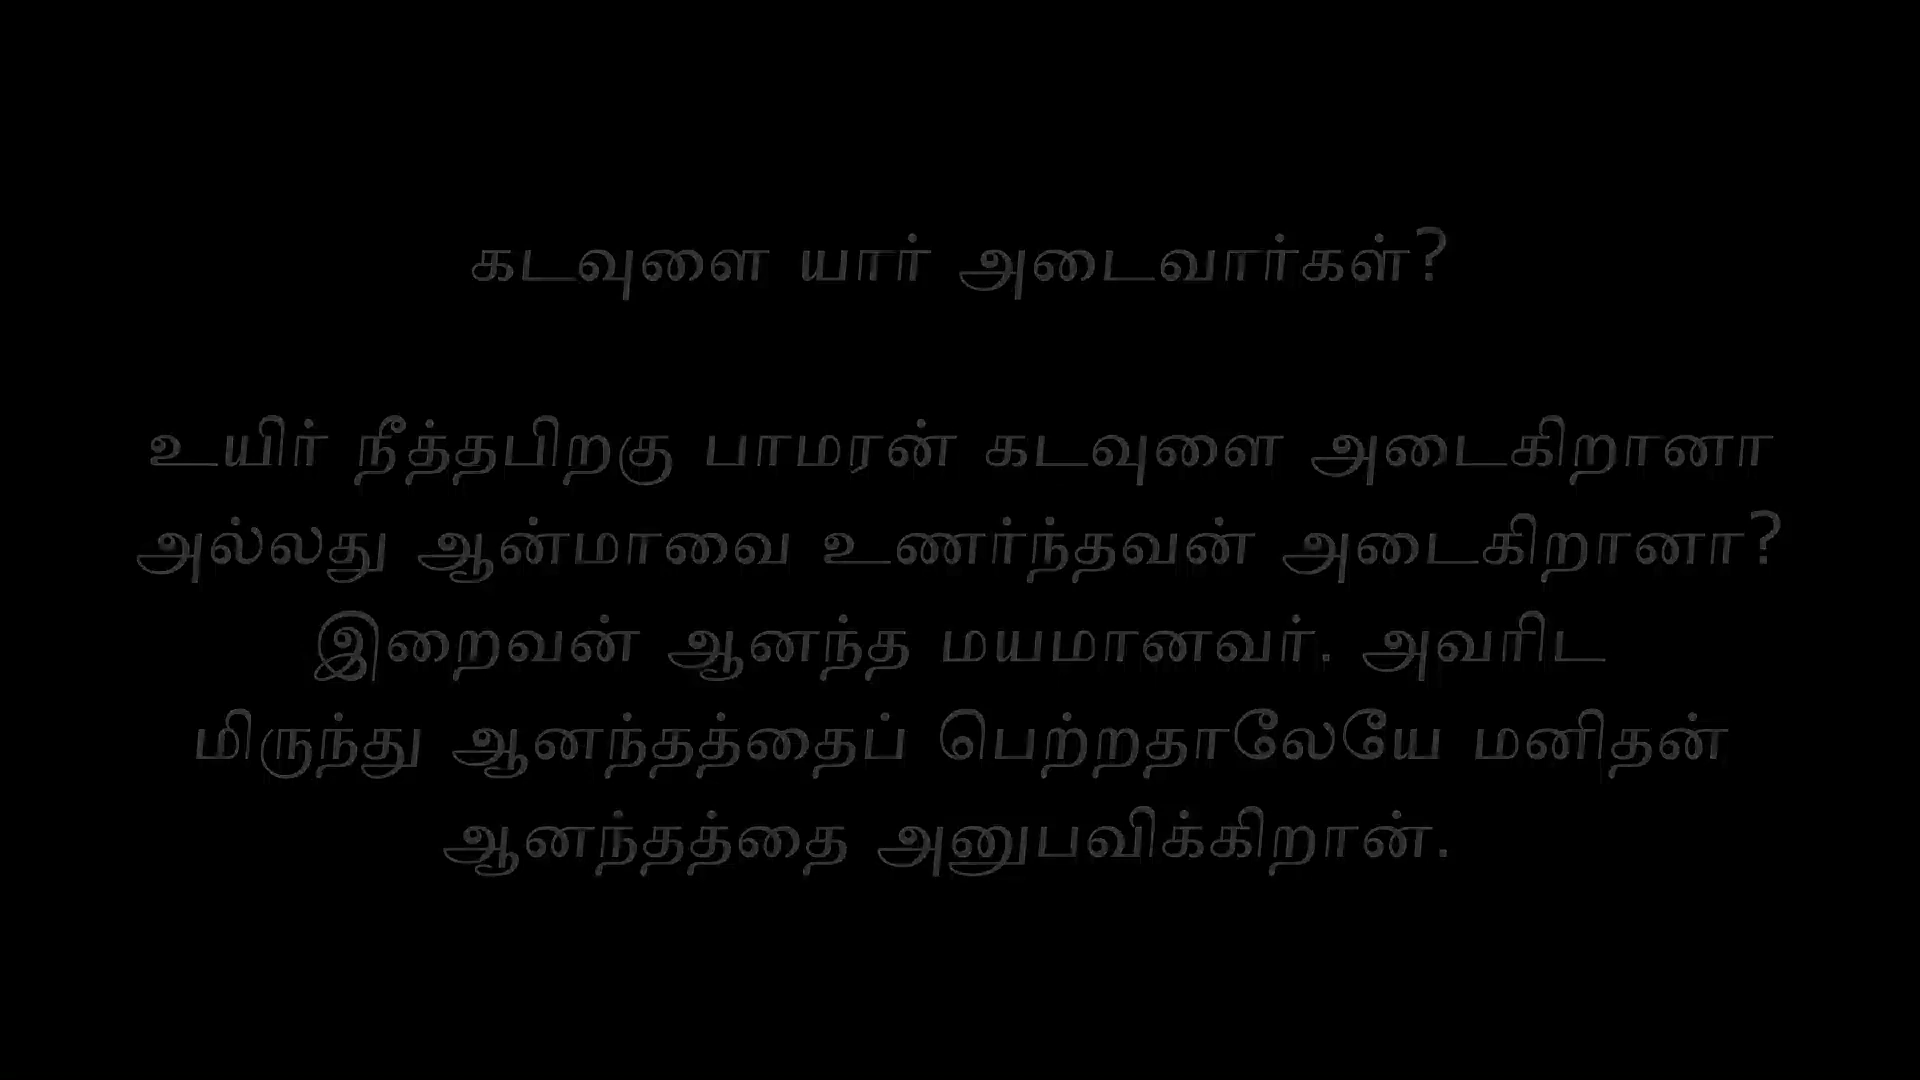 கடவுளை யார் அடைவார்கள்?
உயிர் நீத்தபிறகு பாமரன் கடவுளை அடைகிறானா
அல்லது ஆன்மாவை உணர்ந்தவன் அடைகிறானா?
இறைவன் ஆனந்த மயமானவர். அவரிட
மிருந்து ஆனந்தத்தைப் பெற்றதாலேயே மனிதன்
ஆனந்தத்தை அனுபவிக்கிறான்.